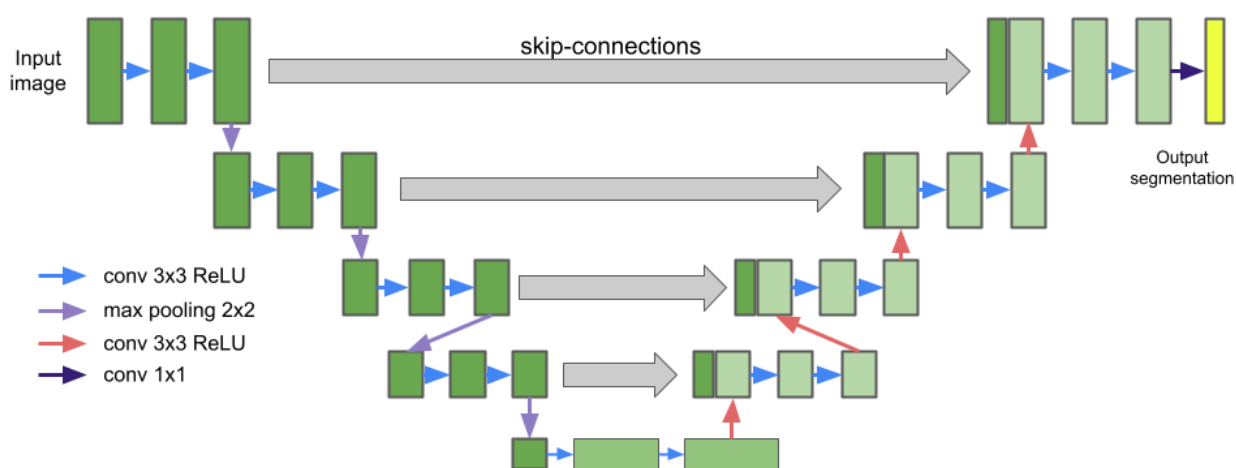 skip-connections
Input
image
Output
segmentation
conv 3x3 ReLU
max pooling 2x2
conv 3x3 ReLU
conv 1x1